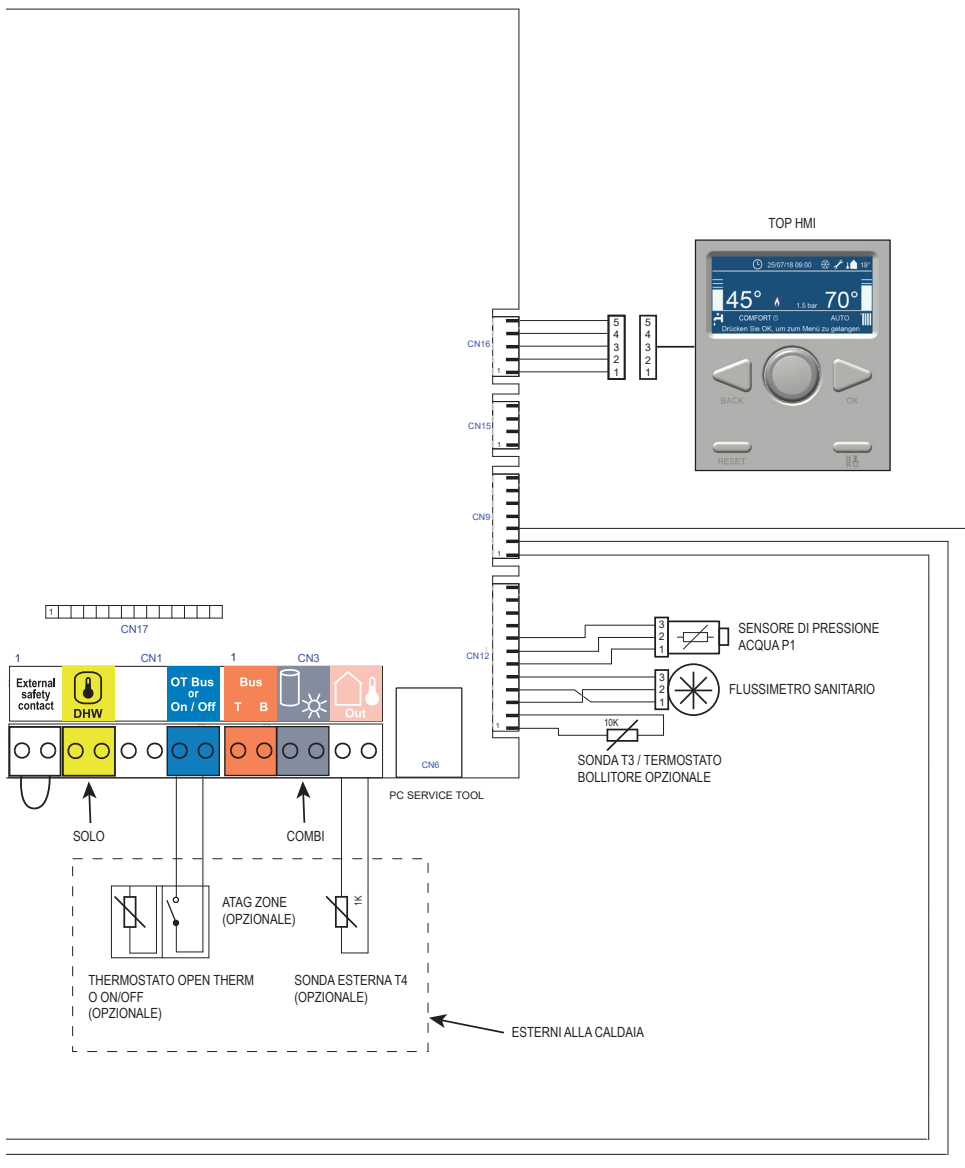 TOP HMI
25/07/18 09:00
19°
45°
1,5 bar
70°
COMFORT
AUTO
Drücken Sie OK, um zum Menü zu gelangen
BACK
OK
RESET
CN16
5
4
3
2
1
5
4
3
2
1
1
CN15
1
CN9
1
CN12
1
3
2
1
SENSORE DI PRESSIONE
ACQUA P1
3
2
1
FLUSSIMETRO SANITARIO
10K
SONDA T3 / TERMOSTATO
BOLLITORE OPZIONALE
1
CN17
1
CN1
1
CN3
External
safety
contact
DHW
OT Bus
or
On / Off
Bus
T B
Out
CN6
PC SERVICE TOOL
SOLO
COMBI
ATAG ZONE
(OPZIONALE)
1K
THERMOSTATO OPEN THERM
O ON/OFF
(OPZIONALE)
SONDA ESTERNA T4
(OPZIONALE)
ESTERNI ALLA CALDAIA